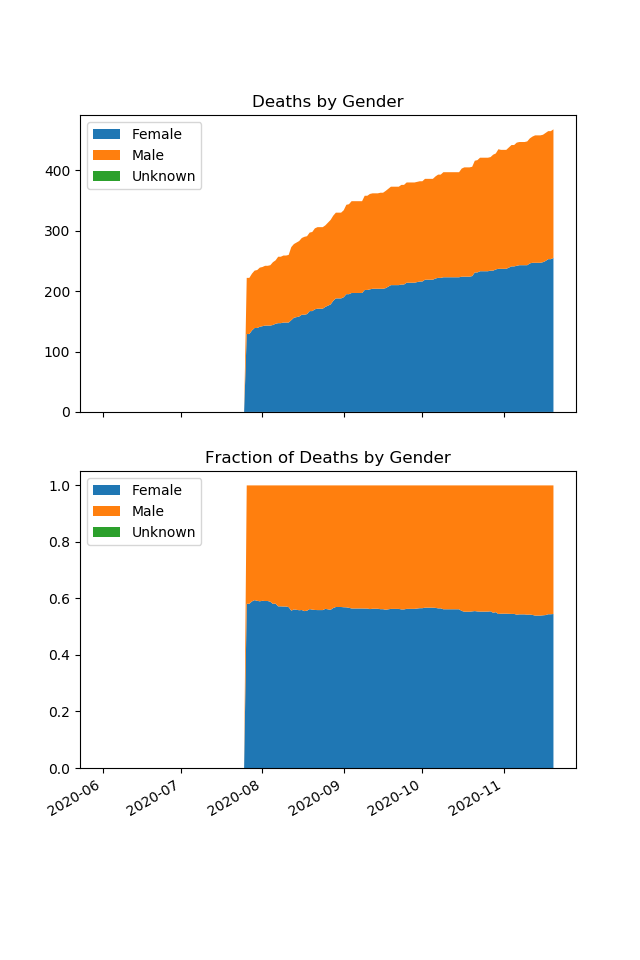 Deaths by Gender
Female
Male
Unknown
400
300
200
100
0
Fraction of Deaths by Gender
Female
Male
Unknown
1.0
0.8
0.6
0.4
0.2
0.0
2020-06 2020-07 2020-08 2020-09 2020-10 2020-11